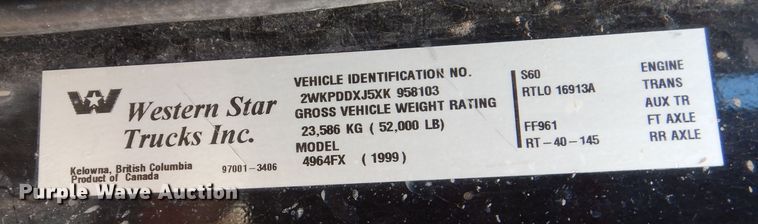 Western Star
Trucks Inc.
Kelowna, British Columbia
Product of Canada
97001-3406
VEHICLE IDENTIFICATION NO.
2WKPDDXJ5XK 958103
GROSS VEHICLE WEIGHT RATING
23,586 KG ( 52,000 LB)
MODEL
4964FX ( 1999)
S60 ENGINE
RTLO 16913A TRANS
AUX TR
FF961 FT AXLE
RT-40-145 RR AXLE
Purple Wave Auction